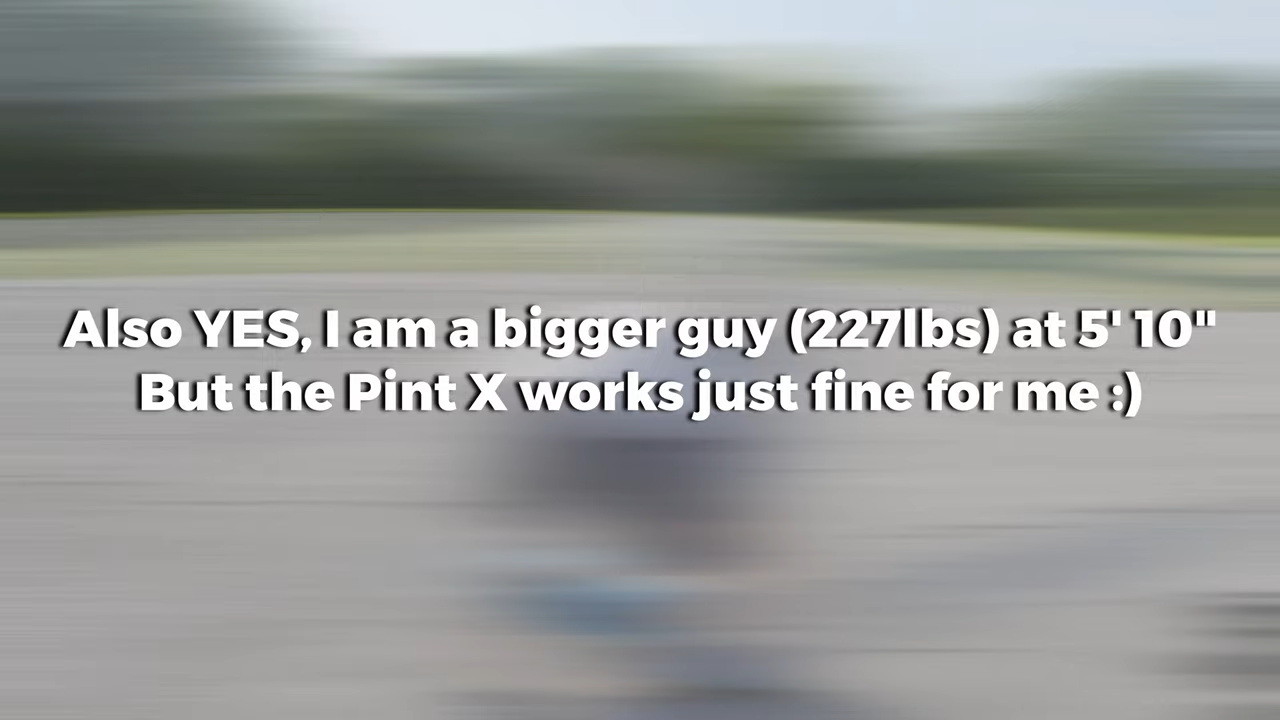 Also YES, I am a bigger guy (227lbs) at 5' 10"
But the Pint X works just fine for me :)